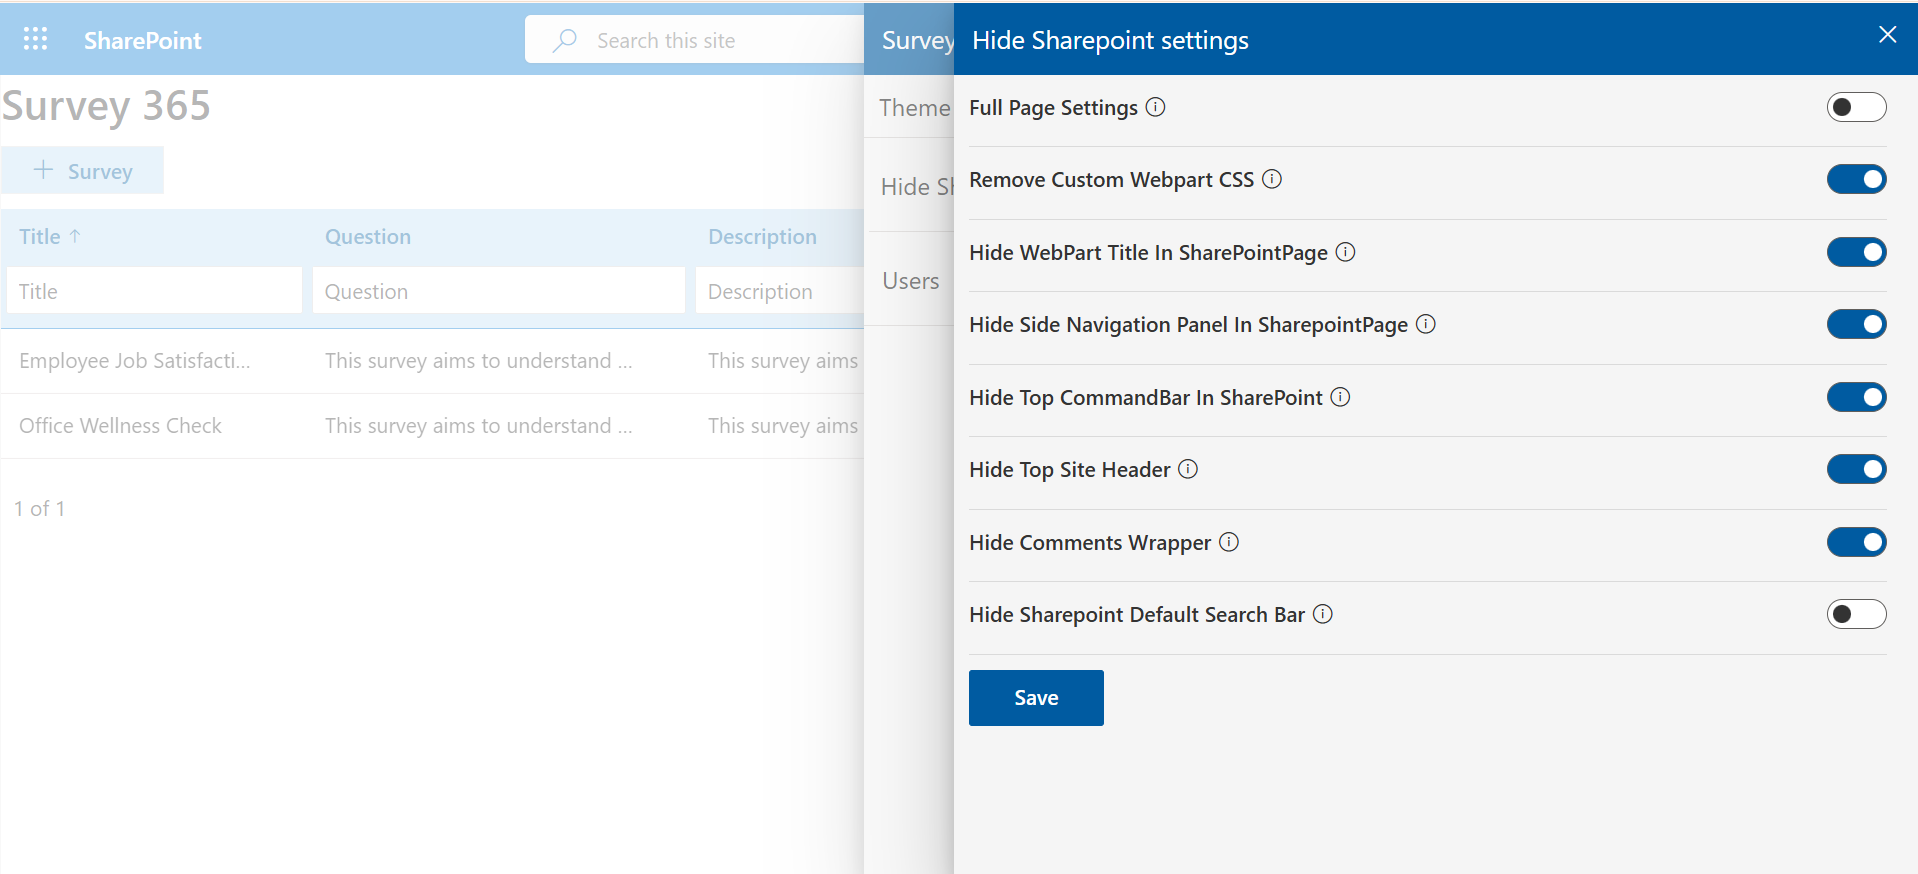 SharePoint
Search this site
Survey 365
Survey
Title ↑
Question
Description
Title
Question
Description
Employee Job Satisfacti...
This survey aims to understand ...
This survey aims
Office Wellness Check
This survey aims to understand ...
This survey aims
1 of 1
Survey
Theme
Hide Sh
Users
Hide Sharepoint settings
Full Page Settings
Remove Custom Webpart CSS
Hide WebPart Title In SharePointPage
Hide Side Navigation Panel In SharepointPage
Hide Top CommandBar In SharePoint
Hide Top Site Header
Hide Comments Wrapper
Hide Sharepoint Default Search Bar
Save